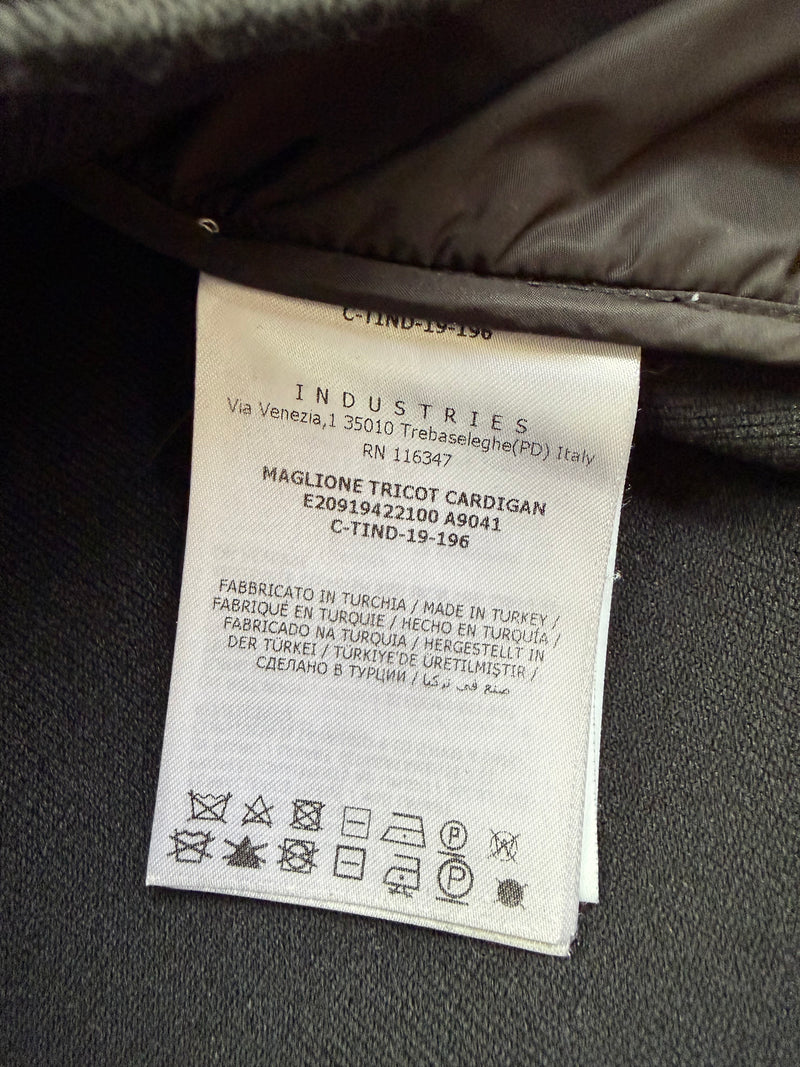 C-TIND-19-196
INDUSTRIES
Via Venezia,1 35010 Trebaseleghe(PD) Italy
RN 116347
MAGLIONE TRICOT CARDIGAN
E20919422100 A9041
C-TIND-19-196
FABBRICATO IN TURCHIA / MADE IN TURKEY /
FABRIQUÉ EN TURQUIE / HECHO EN TURQUÍA /
FABRICADO NA TURQUIA / HERGESTELLT IN
DER TÜRKEI / TÜRKIYE'DE ÜRETILMIŞTIR /
СДЕЛАНО В ТУРЦИИ / صنع في تركيا
P W
P